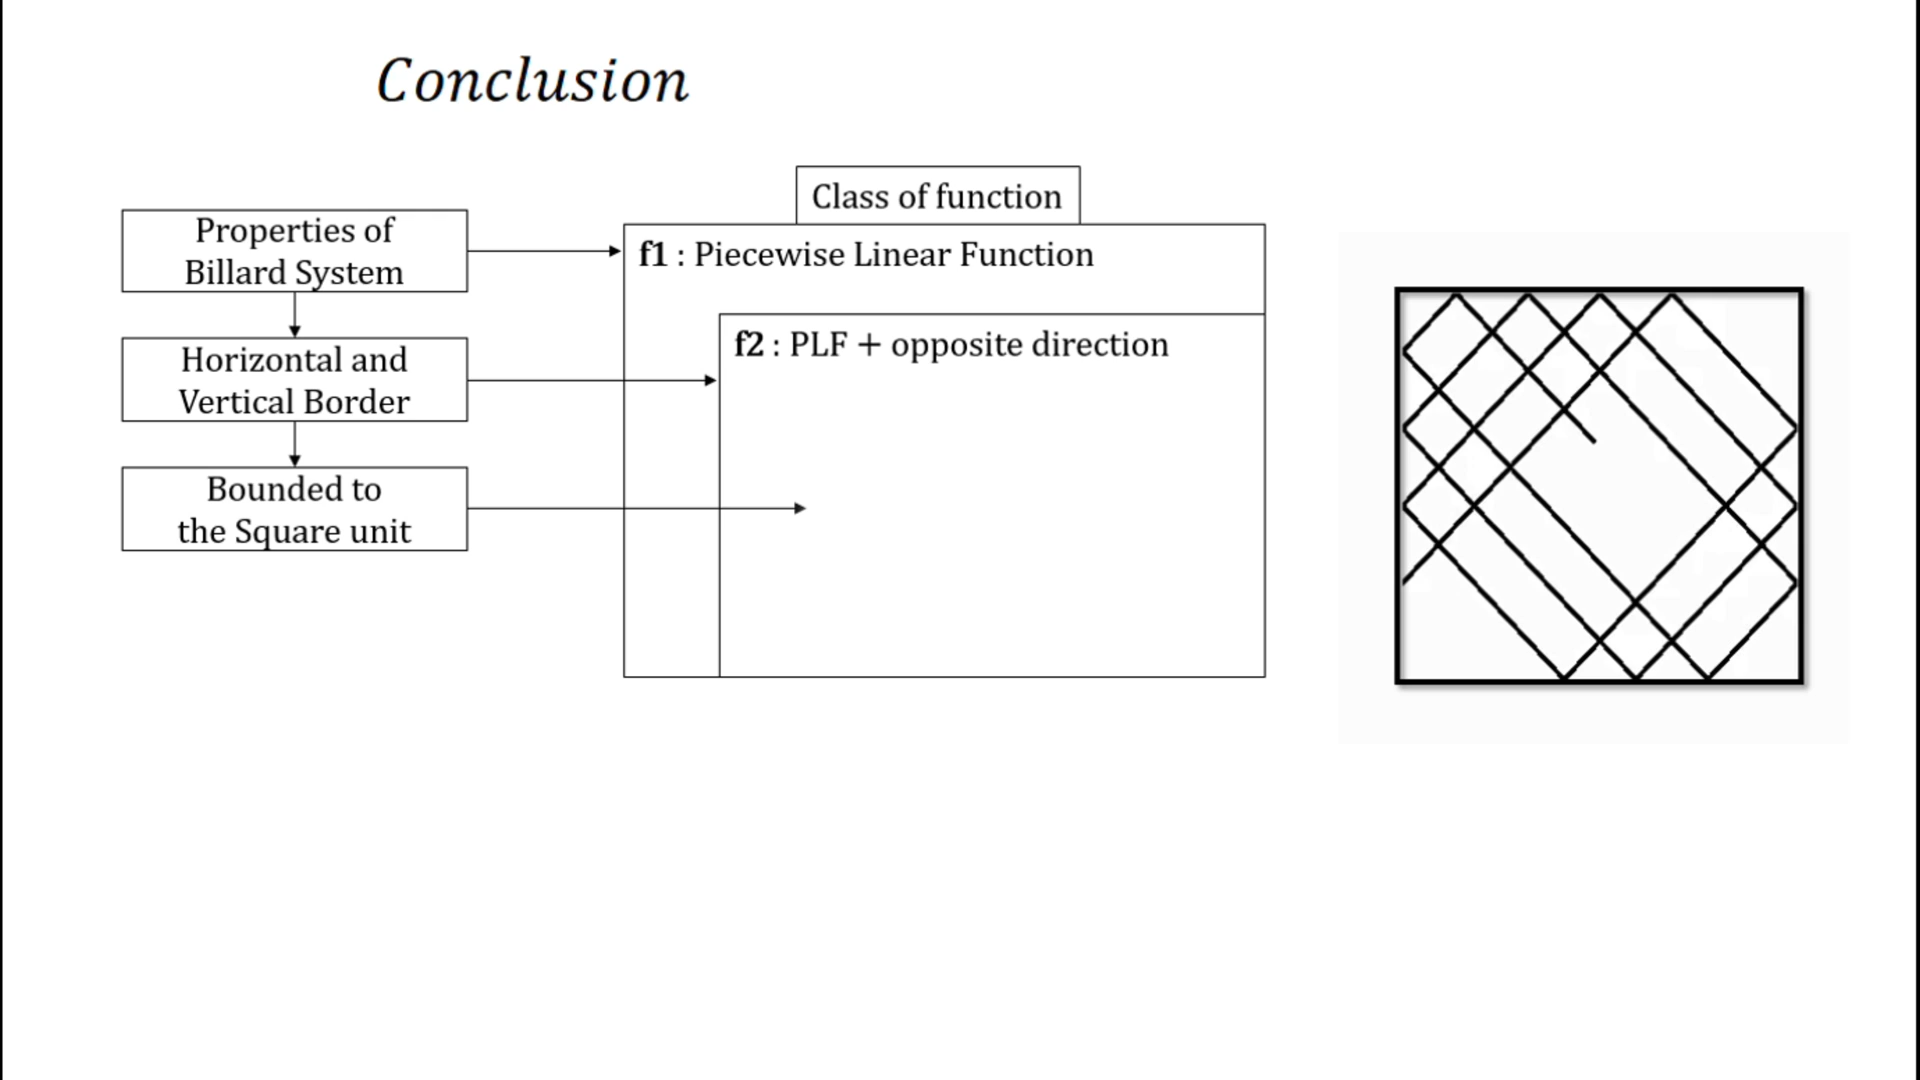 Conclusion
Class of function
Properties of
Billard System
f1 : Piecewise Linear Function
Horizontal and
Vertical Border
f2 : PLF + opposite direction
Bounded to
the Square unit